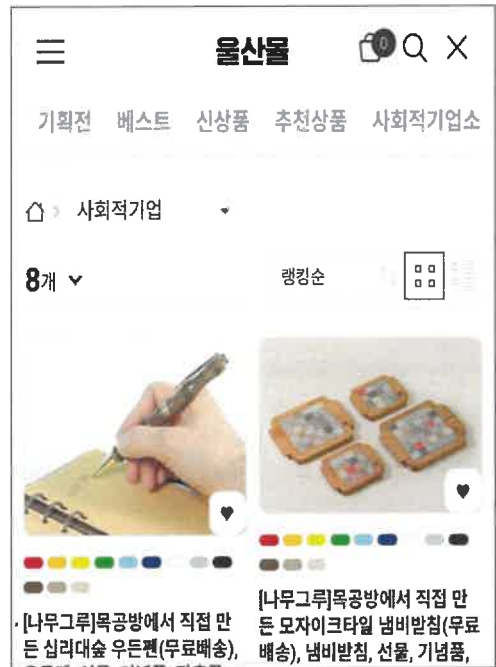 울산몰
0
기획전 베스트 신상품 추천상품 사회적기업소
사회적기업
8개
랭킹순
[나무그루]목공방에서 직접 만
든 십리대숲 우든펜(무료배송),
[나무그루]목공방에서 직접 만
든 모자이크타일 냄비받침(무료
배송), 냄비받침, 선물, 기념품,